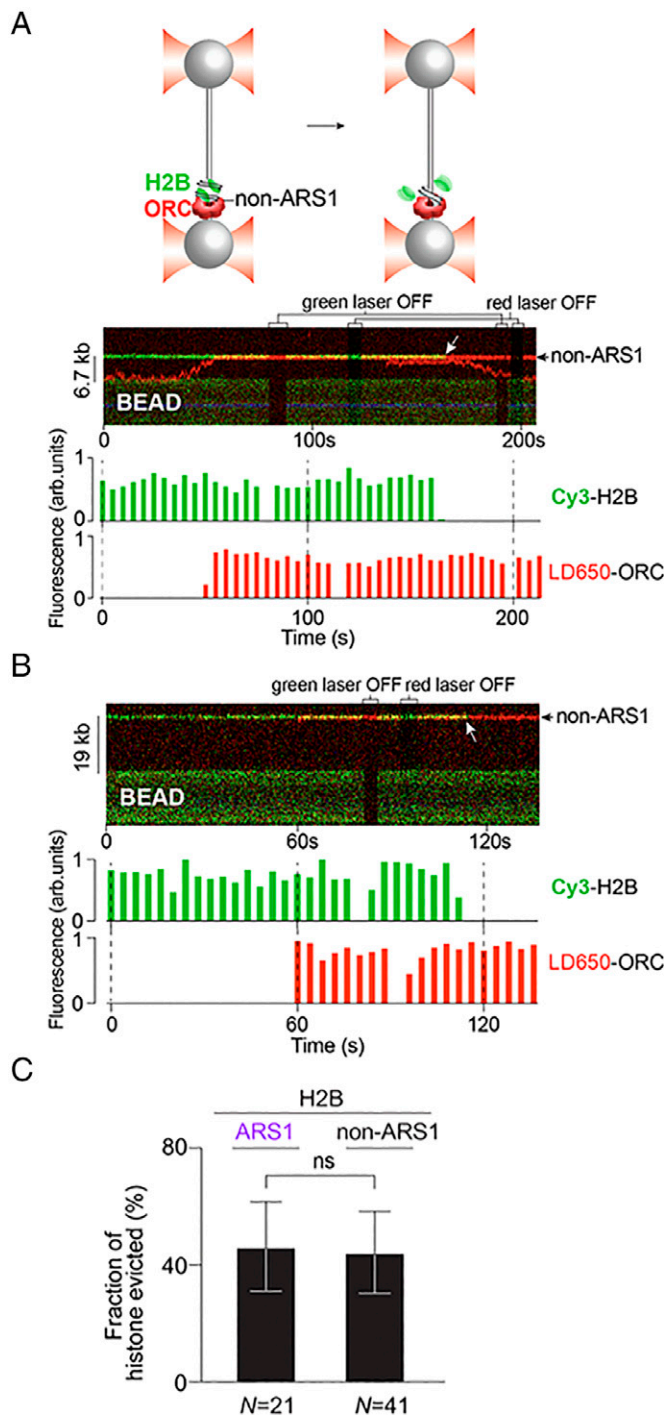 A
H2B
ORC
non-ARS1
green laser OFF red laser OFF
6.7 kb
non-ARS1
BEAD
0 100s 200s
Fluorescence (arb.units)
1
0
Cy3-H2B
1
0
LD650-ORC
0 100 200
Time (s)
B
green laser OFF red laser OFF
19 kb
non-ARS1
BEAD
0 60s 120s
Fluorescence (arb.units)
1
0
Cy3-H2B
1
0
LD650-ORC
0 60 120
Time (s)
C
H2B
ARS1 non-ARS1
ns
Fraction of
histone evicted (%)
80
40
0
N=21 N=41